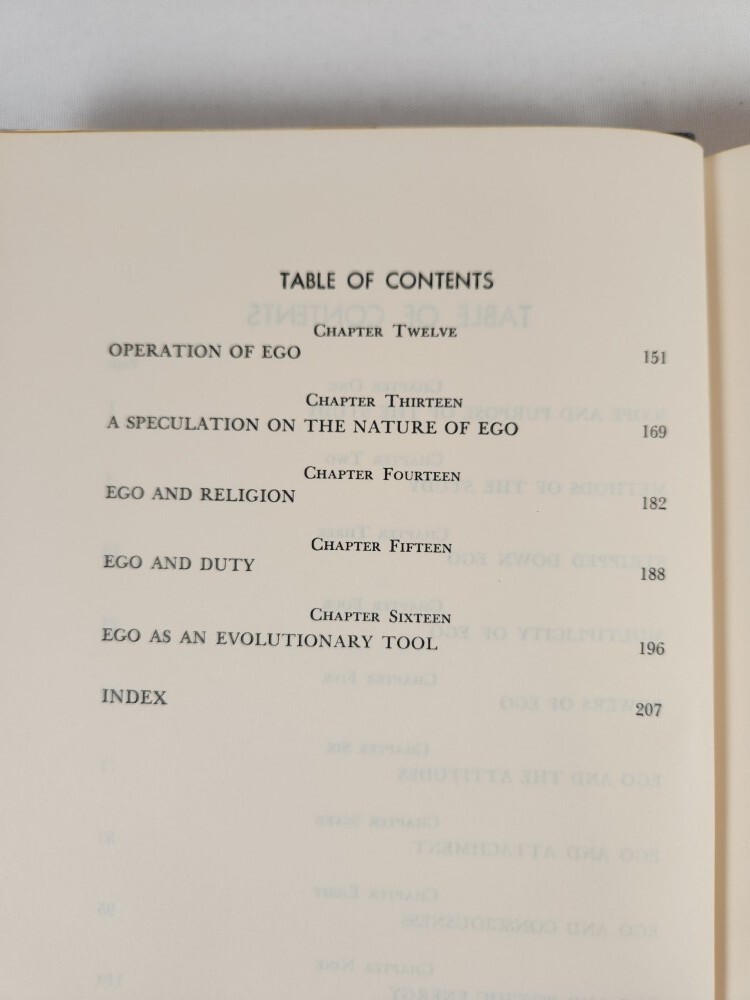 TABLE OF CONTENTS
CHAPTER TWELVE
OPERATION OF EGO 151
CHAPTER THIRTEEN
A SPECULATION ON THE NATURE OF EGO 169
CHAPTER FOURTEEN
EGO AND RELIGION 182
CHAPTER FIFTEEN
EGO AND DUTY 188
CHAPTER SIXTEEN
EGO AS AN EVOLUTIONARY TOOL 196
INDEX 207